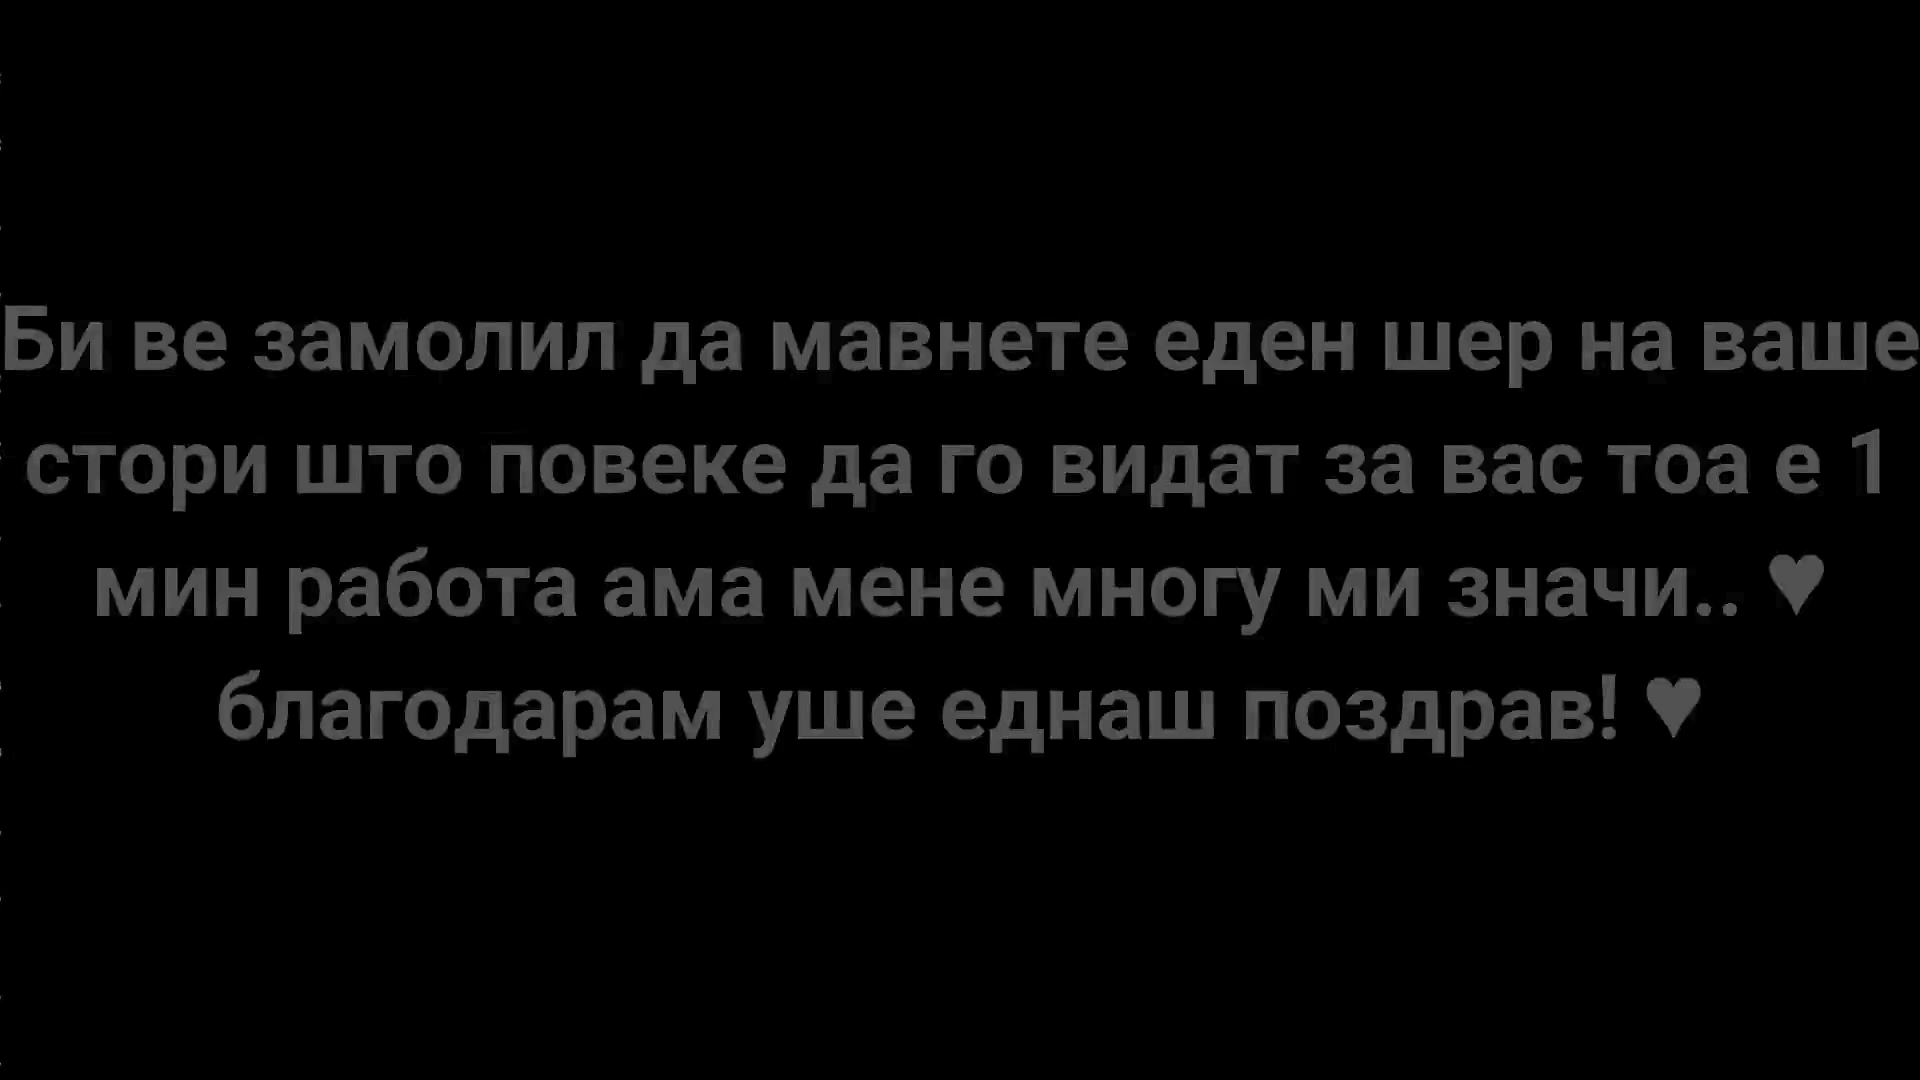 Би ве замолил да мавнете еден шер на ваше
стори што повеке да го видат за вас тоа е 1
мин работа ама мене многу ми значи.. ♥
благодарам уше еднаш поздрав! ♥